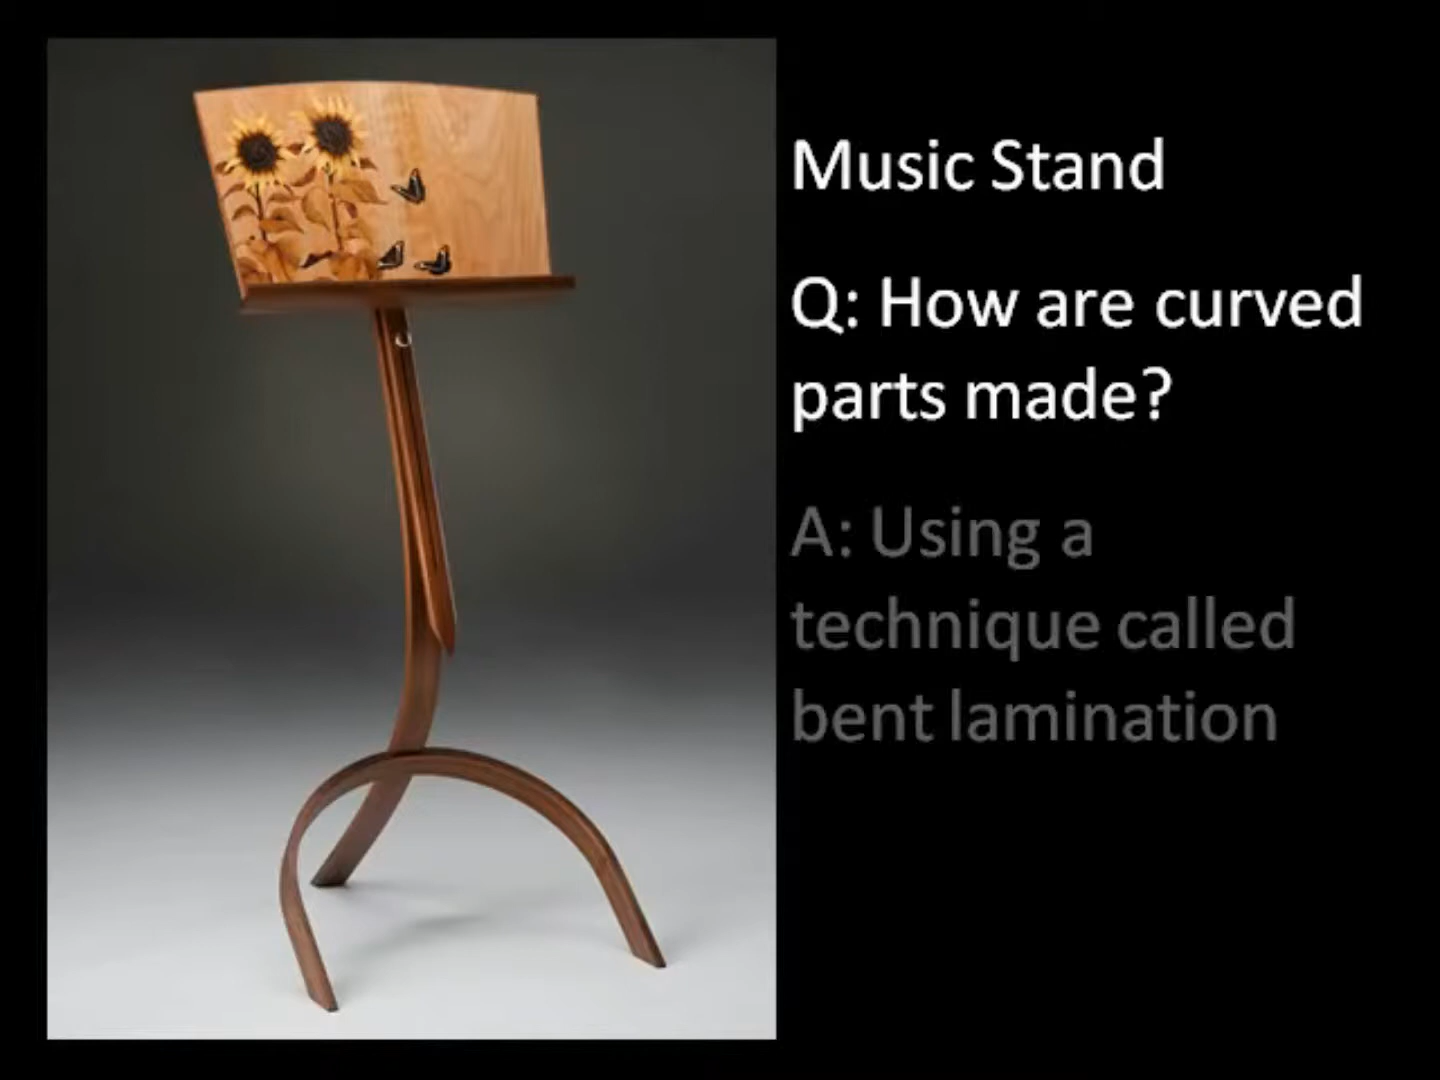 Music Stand
Q: How are curved
parts made?
A: Using a
technique called
bent lamination